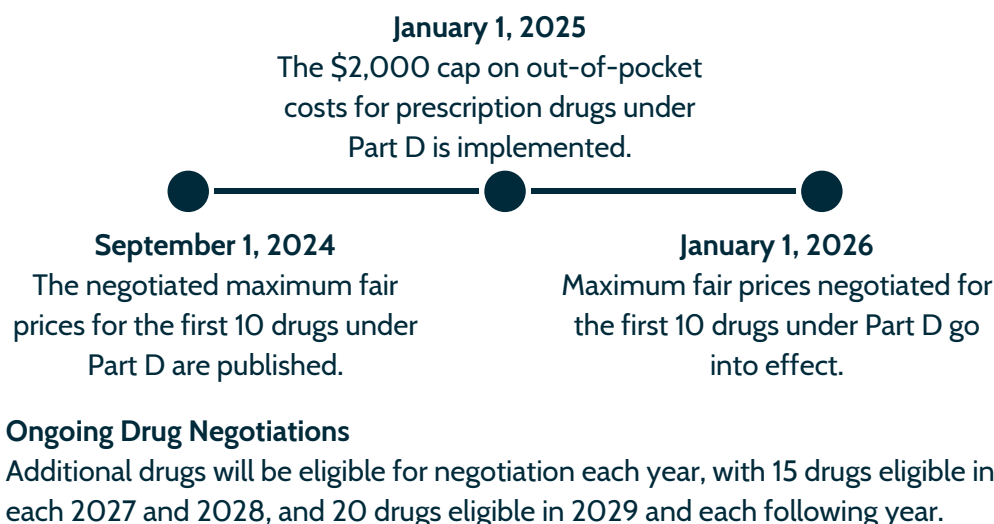 January 1, 2025
The $2,000 cap on out-of-pocket
costs for prescription drugs under
Part D is implemented.
September 1, 2024
The negotiated maximum fair
prices for the first 10 drugs under
Part D are published.
January 1, 2026
Maximum fair prices negotiated for
the first 10 drugs under Part D go
into effect.
Ongoing Drug Negotiations
Additional drugs will be eligible for negotiation each year, with 15 drugs eligible in
each 2027 and 2028, and 20 drugs eligible in 2029 and each following year.